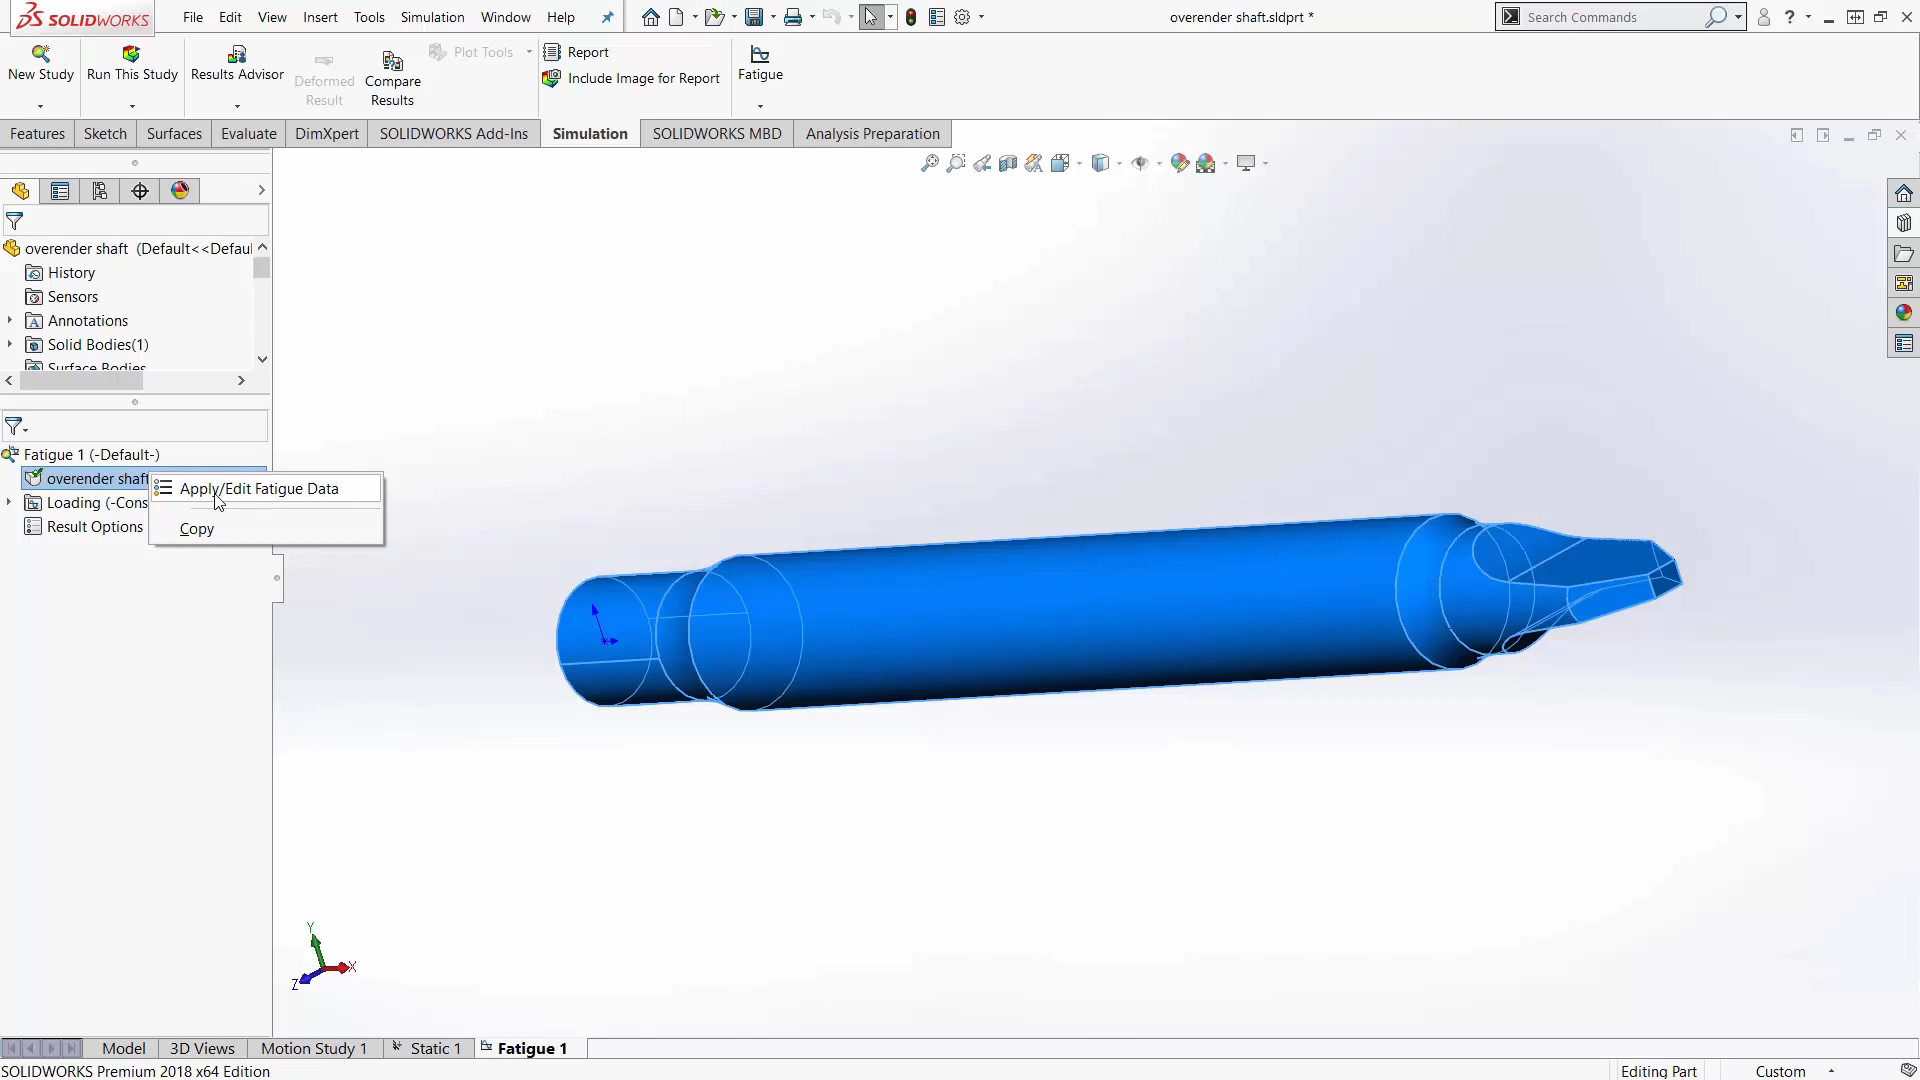 SOLIDWORKS File Edit View Insert Tools Simulation Window Help overender shaft.sldprt * Search Commands
New Study Run This Study Results Advisor Deformed Result Compare Results Plot Tools Report Include Image for Report Fatigue
Features Sketch Surfaces Evaluate DimXpert SOLIDWORKS Add-Ins Simulation SOLIDWORKS MBD Analysis Preparation
overender shaft (Default<<Defaul
History
Sensors
A Annotations
Solid Bodies(1)
Surface Bodies
Fatigue 1 (-Default-)
overender shaft
Apply/Edit Fatigue Data
Loading (-Cons
Result Options
Copy
Y
X
Z
Model 3D Views Motion Study 1 Static 1 Fatigue 1
SOLIDWORKS Premium 2018 x64 Edition Editing Part Custom